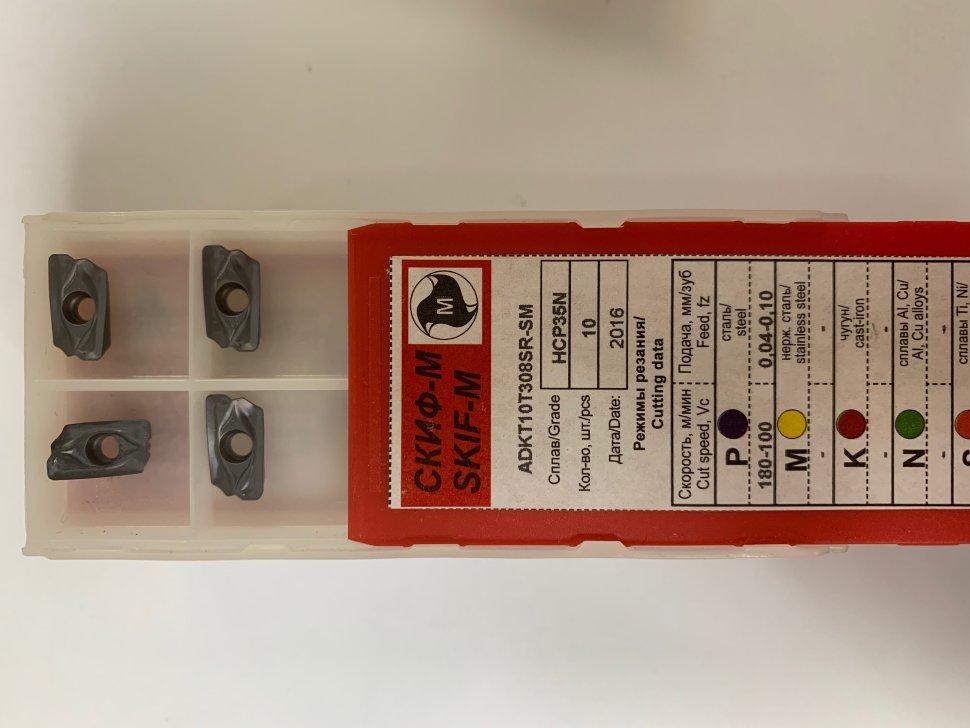 СКИФ-М
SKIF-M
M
ADKT10T308SR-SM
Сплав/Grade HCP35N
Кол-во, шт./pcs 10
Дата/Date: 2016
Режимы резания/
Cutting data
Скорость, м/мин Подача, мм/зуб
Cut speed, Vc Feed, fz
P сталь/
steel
180-100 0,04-0,10
M нерж. сталь/
stainless steel
- -
K чугун/
cast-iron
- -
N сплавы Al, Cu/
Al, Cu alloys
- -
сплавы Ti, Ni/